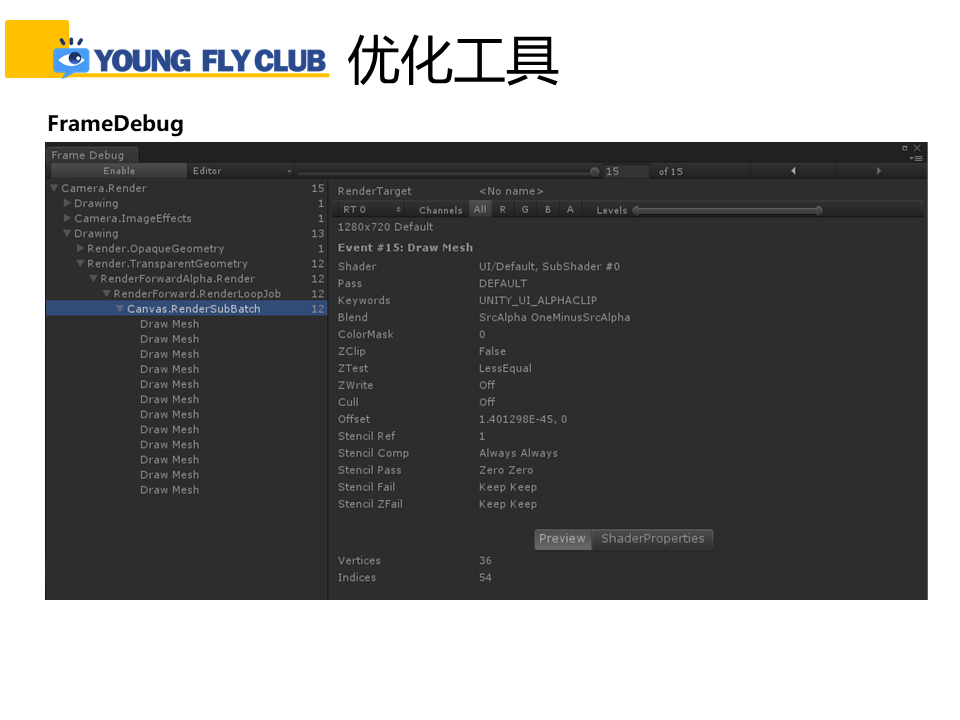 YOUNG FLY CLUB 优化工具
FrameDebug
Frame Debug
Enable Editor 15 of 15
Camera.Render 15
Drawing 1
Camera.ImageEffects 1
Drawing 13
Render.OpaqueGeometry 1
Render.TransparentGeometry 12
RenderForwardAlpha.Render 12
RenderForward.RenderLoopJob 12
Canvas.RenderSubBatch 12
Draw Mesh
Draw Mesh
Draw Mesh
Draw Mesh
Draw Mesh
Draw Mesh
Draw Mesh
Draw Mesh
Draw Mesh
Draw Mesh
Draw Mesh
Draw Mesh
RenderTarget <No name>
RT 0 Channels All R G B A Levels
1280x720 Default
Event #15: Draw Mesh
Shader UI/Default, SubShader #0
Pass DEFAULT
Keywords UNITY_UI_ALPHACLIP
Blend SrcAlpha OneMinusSrcAlpha
ColorMask 0
ZClip False
ZTest LessEqual
ZWrite Off
Cull Off
Offset 1.401298E-45, 0
Stencil Ref 1
Stencil Comp Always Always
Stencil Pass Zero Zero
Stencil Fail Keep Keep
Stencil ZFail Keep Keep
Preview ShaderProperties
Vertices 36
Indices 54